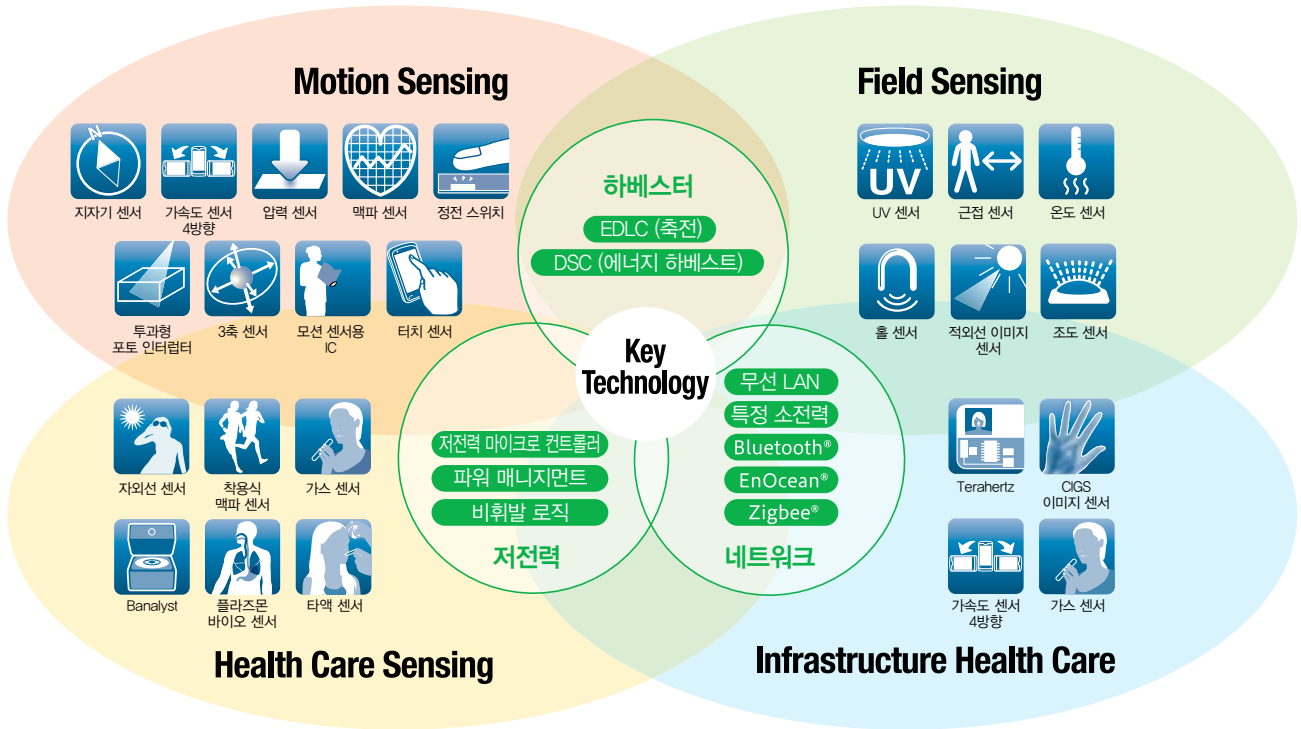 Motion Sensing
N
지자기 센서
가속도 센서
4방향
압력 센서
맥파 센서
정전 스위치
투과형
포토 인터럽터
3축 센서
모션 센서용
IC
터치 센서
Field Sensing
UV
UV 센서
근접 센서
온도 센서
홀 센서
적외선 이미지
센서
조도 센서
하베스터
EDLC (축전)
DSC (에너지 하베스트)
Key
Technology
저전력 마이크로 컨트롤러
파워 매니지먼트
비휘발 로직
저전력
무선 LAN
특정 소전력
Bluetooth®
EnOcean®
Zigbee®
네트워크
자외선 센서
착용식
맥파 센서
가스 센서
Banalyst
플라즈몬
바이오 센서
타액 센서
Health Care Sensing
Terahertz
CIGS
이미지 센서
가속도 센서
4방향
가스 센서
Infrastructure Health Care